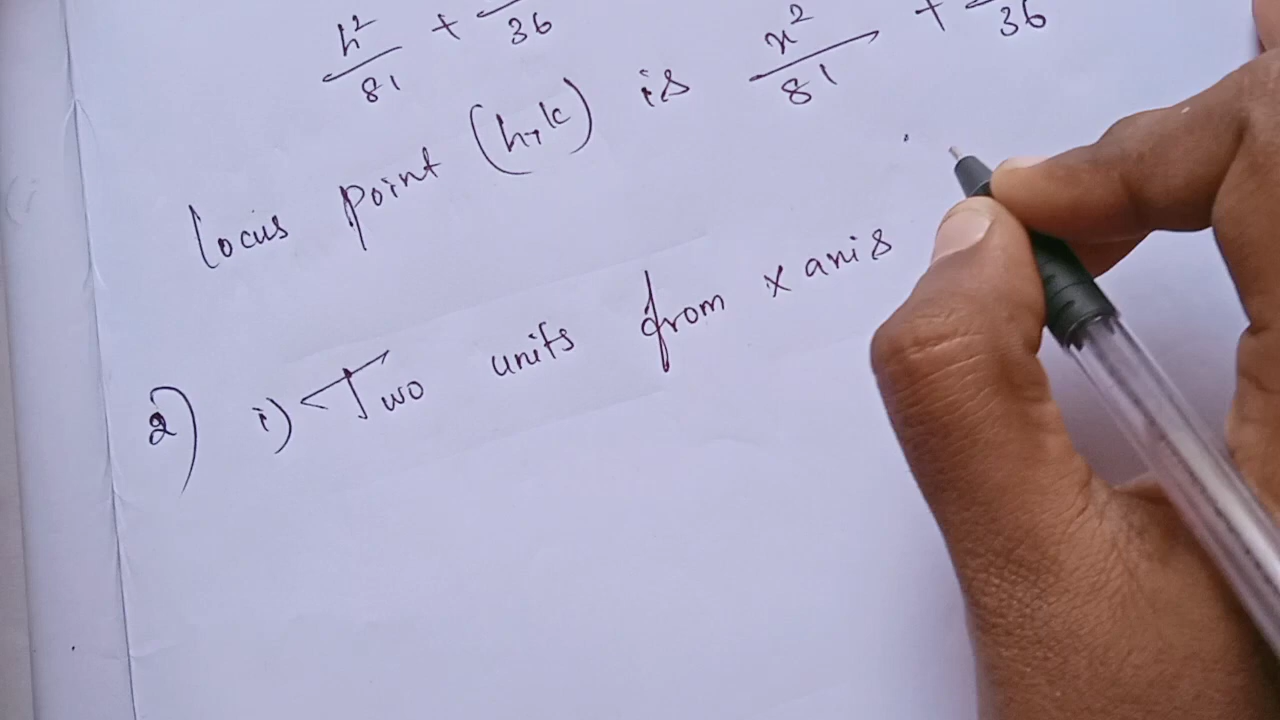 h²/81 + /36
locus point (h,k) is x²/81 + /36
2) i) Two units from x axis